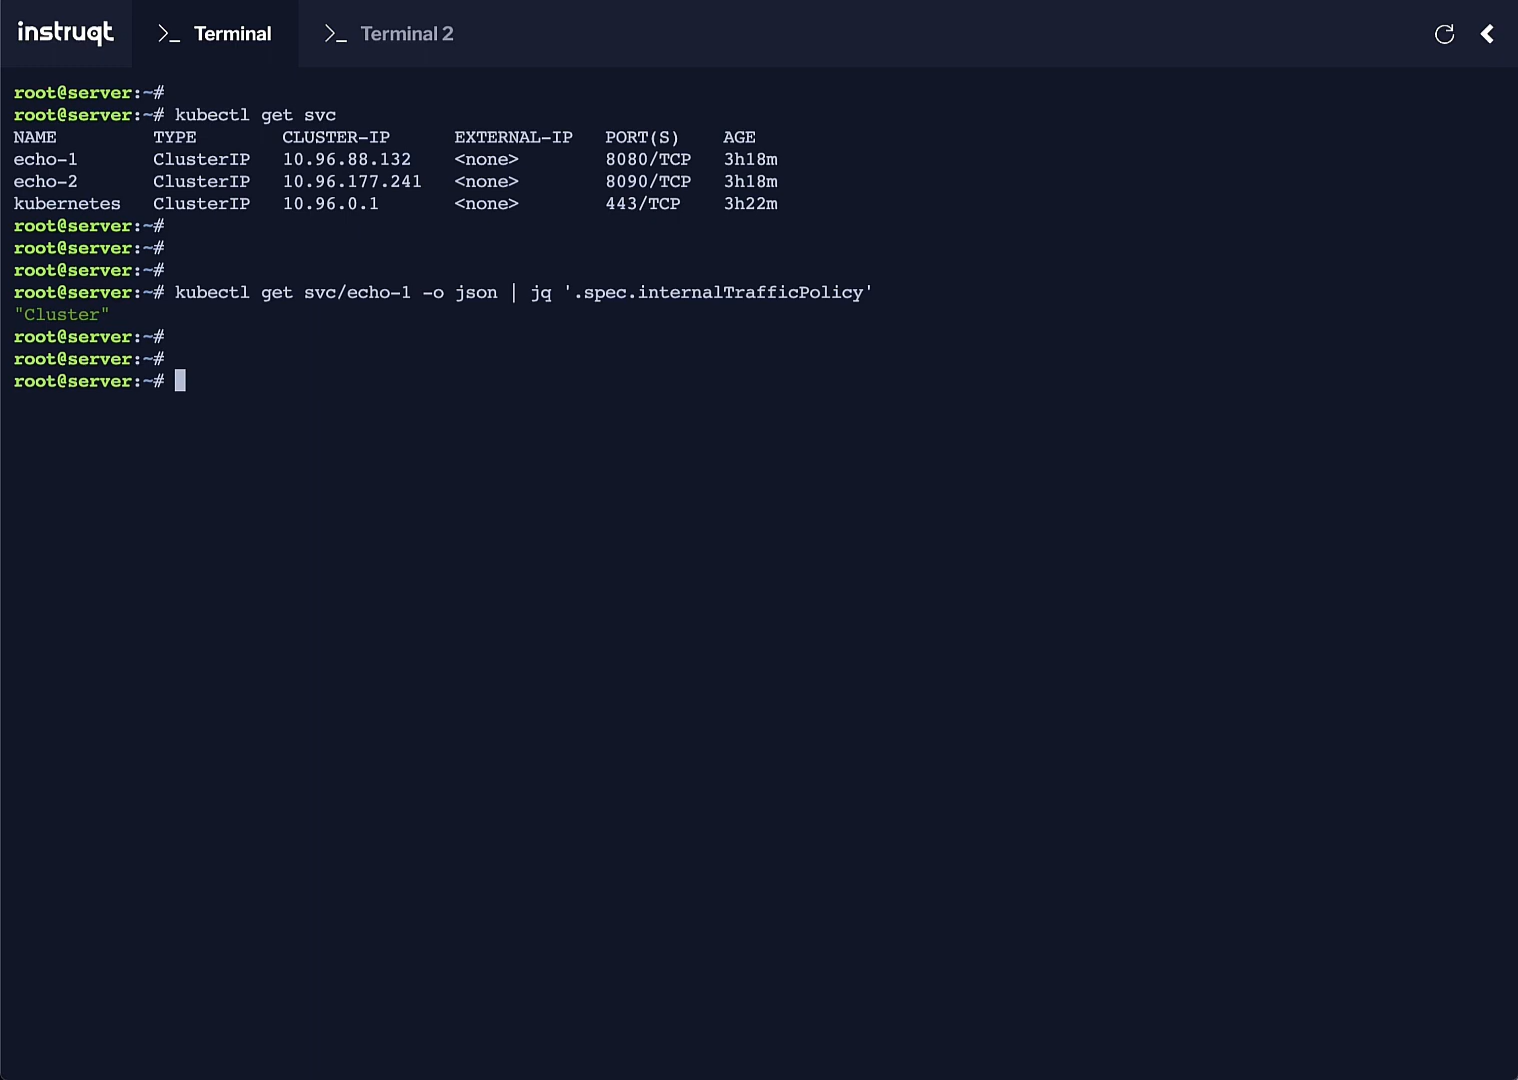 instruqt >_ Terminal >_ Terminal 2
root@server:~#
root@server:~# kubectl get svc
NAME TYPE CLUSTER-IP EXTERNAL-IP PORT(S) AGE
echo-1 ClusterIP 10.96.88.132 <none> 8080/TCP 3h18m
echo-2 ClusterIP 10.96.177.241 <none> 8090/TCP 3h18m
kubernetes ClusterIP 10.96.0.1 <none> 443/TCP 3h22m
root@server:~#
root@server:~#
root@server:~#
root@server:~# kubectl get svc/echo-1 -o json | jq '.spec.internalTrafficPolicy'
"Cluster"
root@server:~#
root@server:~#
root@server:~#